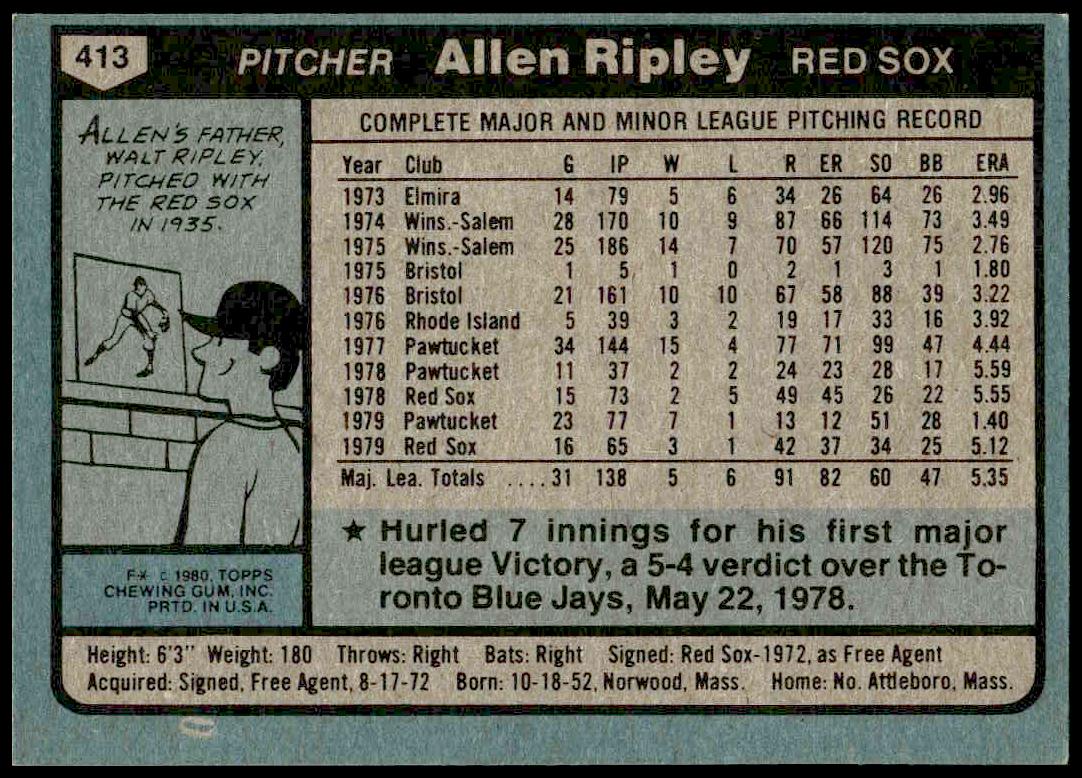 413 PITCHER Allen Ripley RED SOX
ALLEN'S FATHER,
WALT RIPLEY,
PITCHED WITH
THE RED SOX
IN 1935.
COMPLETE MAJOR AND MINOR LEAGUE PITCHING RECORD
Year Club G IP W L R ER SO BB ERA
1973 Elmira 14 79 5 6 34 26 64 26 2.96
1974 Wins.-Salem 28 170 10 9 87 66 114 73 3.49
1975 Wins.-Salem 25 186 14 7 70 57 120 75 2.76
1975 Bristol 1 5 1 0 2 1 3 1 1.80
1976 Bristol 21 161 10 10 67 58 88 39 3.22
1976 Rhode Island 5 39 3 2 19 17 33 16 3.92
1977 Pawtucket 34 144 15 4 77 71 99 47 4.44
1978 Pawtucket 11 37 2 2 24 23 28 17 5.59
1978 Red Sox 15 73 2 5 49 45 26 22 5.55
1979 Pawtucket 23 77 7 1 13 12 51 28 1.40
1979 Red Sox 16 65 3 1 42 37 34 25 5.12
Maj. Lea. Totals ....31 138 5 6 91 82 60 47 5.35
★ Hurled 7 innings for his first major
league Victory, a 5-4 verdict over the To-
ronto Blue Jays, May 22, 1978.
F* © 1980, TOPPS
CHEWING GUM, INC.
PRTD. IN U.S.A.
Height: 6'3" Weight: 180 Throws: Right Bats: Right Signed: Red Sox-1972, as Free Agent
Acquired: Signed, Free Agent, 8-17-72 Born: 10-18-52, Norwood, Mass. Home: No. Attleboro, Mass.